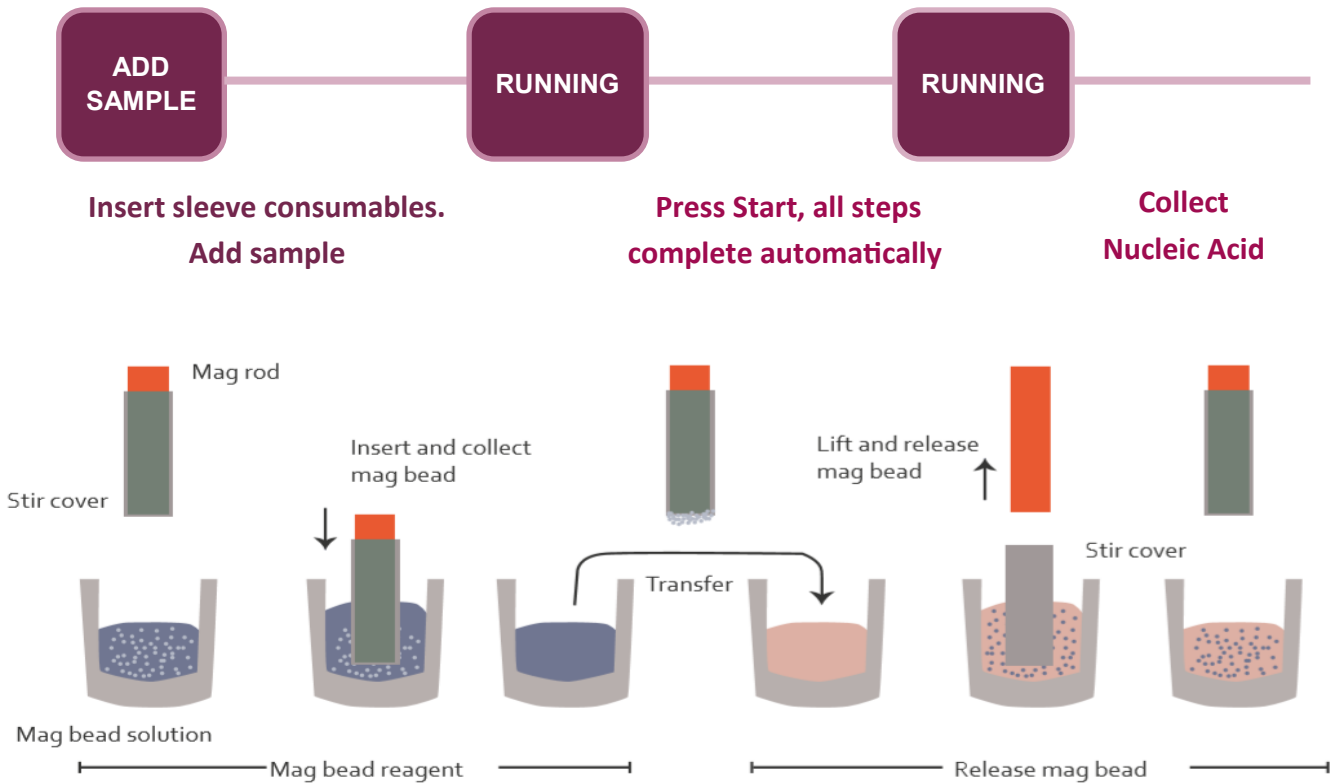 ADD
SAMPLE
RUNNING
RUNNING
Insert sleeve consumables.
Add sample
Press Start, all steps
complete automatically
Collect
Nucleic Acid
Mag rod
Stir cover
Insert and collect
mag bead
Transfer
Lift and release
mag bead
Stir cover
Mag bead solution
Mag bead reagent
Release mag bead